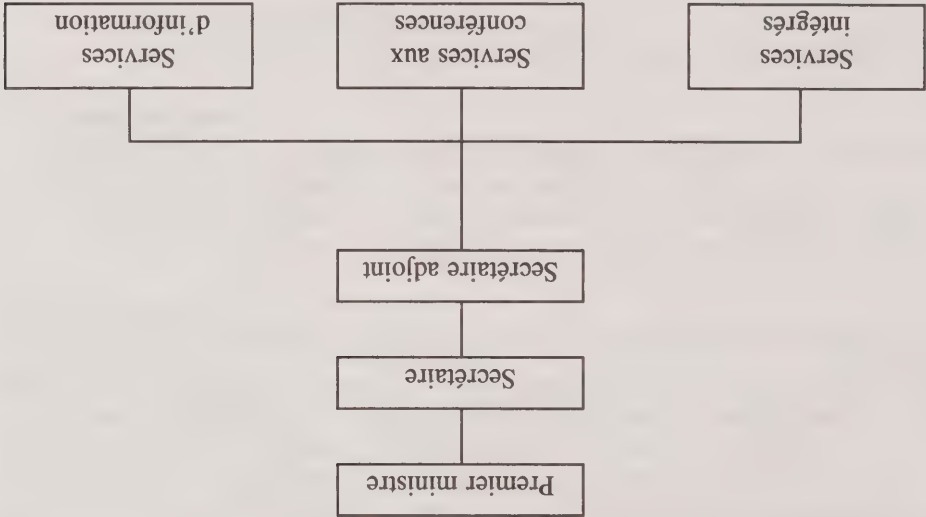 Premier ministre
Secrétaire
Secrétaire adjoint
Services
intégrés
Services aux
conférences
Services
d'information